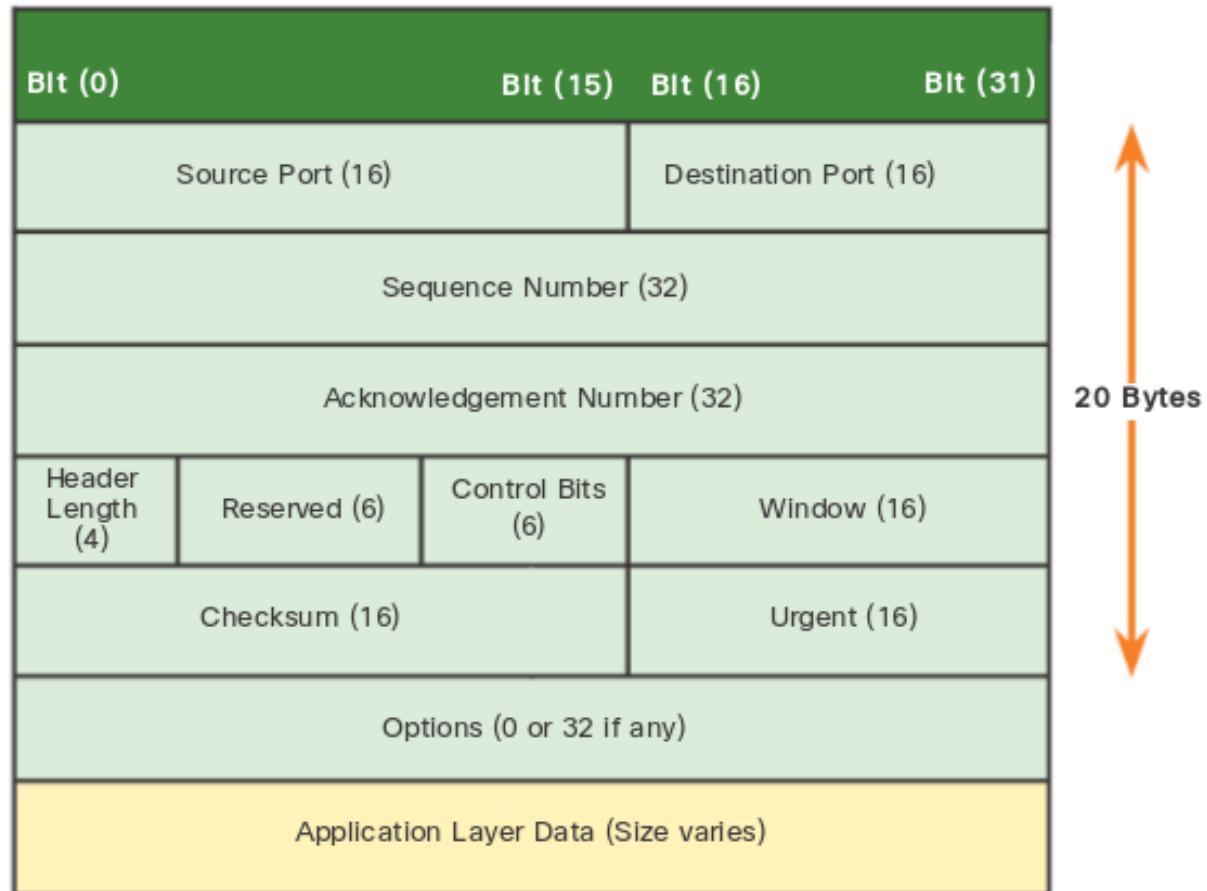 Bit (0) Bit (15) Bit (16) Bit (31)
Source Port (16) Destination Port (16)
Sequence Number (32)
Acknowledgement Number (32)
20 Bytes
Header
Length
(4)
Reserved (6)
Control Bits
(6)
Window (16)
Checksum (16) Urgent (16)
Options (0 or 32 if any)
Application Layer Data (Size varies)